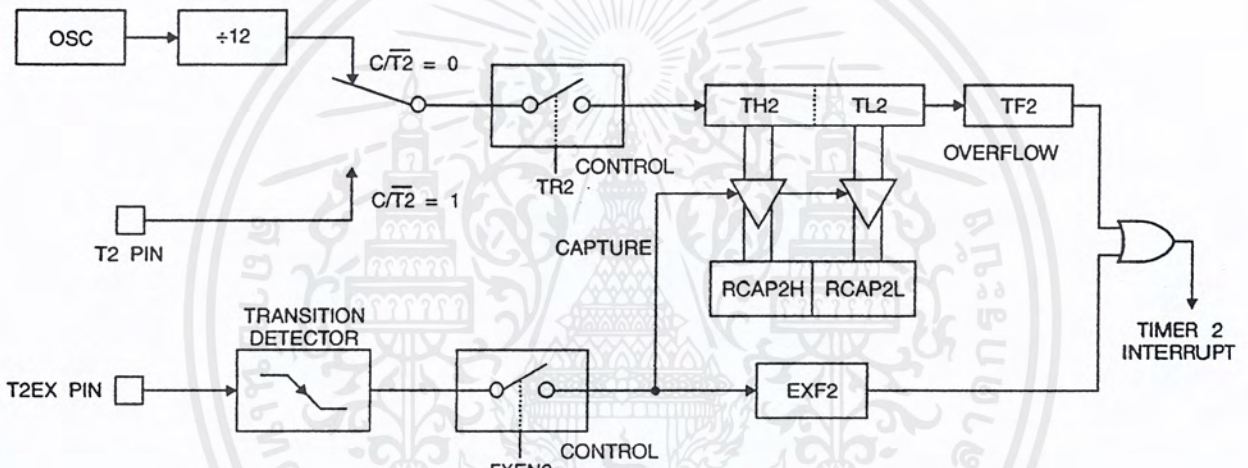 OSC
÷12
C/T2 = 0
TH2
TL2
TF2
OVERFLOW
CONTROL
TR2
C/T2 = 1
T2 PIN
CAPTURE
RCAP2H
RCAP2L
TRANSITION
DETECTOR
TIMER 2
INTERRUPT
T2EX PIN
EXF2
CONTROL